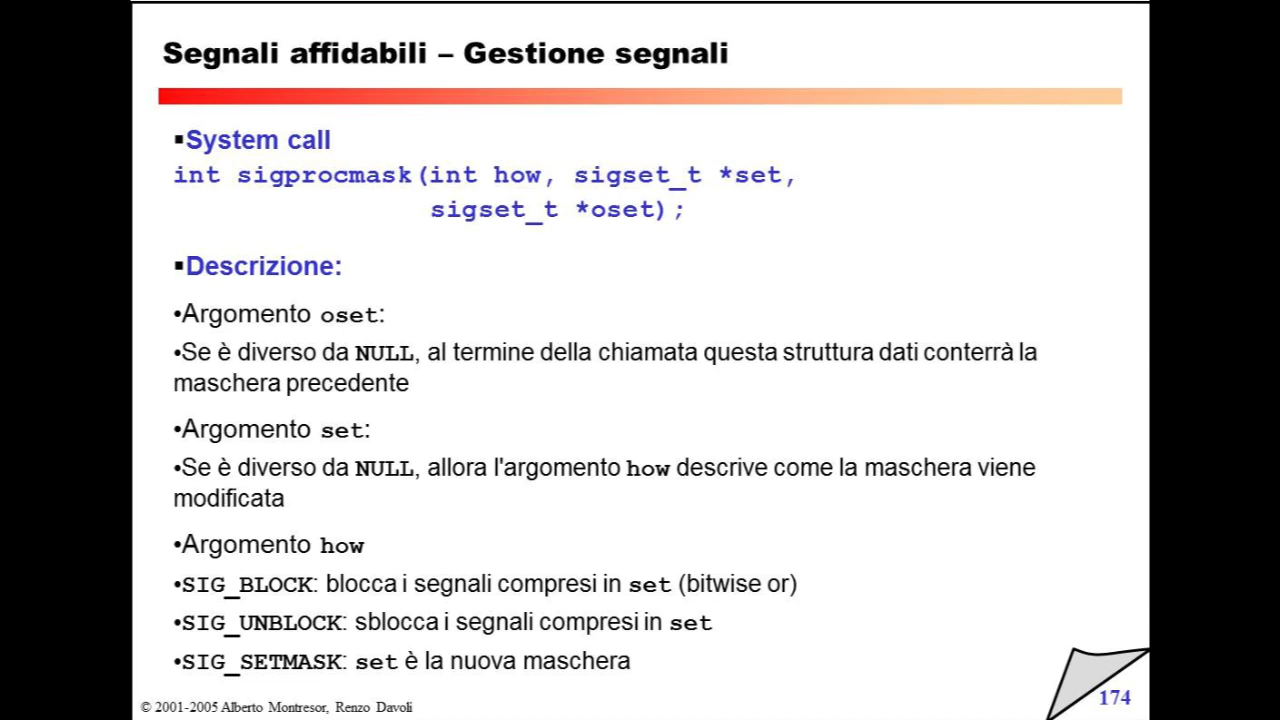 Segnali affidabili – Gestione segnali
▪System call
int sigprocmask(int how, sigset_t *set,
sigset_t *oset);
▪Descrizione:
•Argomento oset:
•Se è diverso da NULL, al termine della chiamata questa struttura dati conterrà la
maschera precedente
•Argomento set:
•Se è diverso da NULL, allora l'argomento how descrive come la maschera viene
modificata
•Argomento how
•SIG_BLOCK: blocca i segnali compresi in set (bitwise or)
•SIG_UNBLOCK: sblocca i segnali compresi in set
•SIG_SETMASK: set è la nuova maschera
© 2001-2005 Alberto Montresor, Renzo Davoli
174